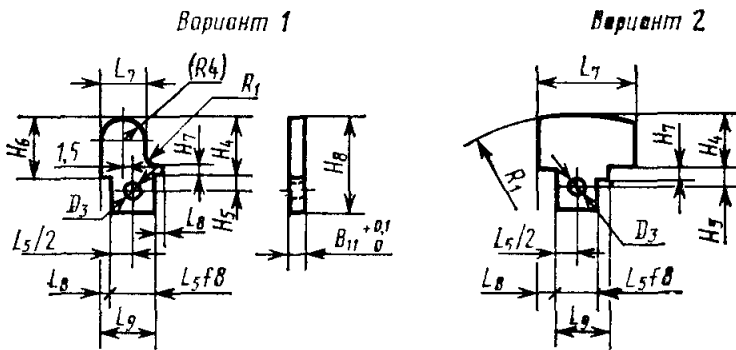 Вариант 1
Вариант 2
L₇
(R4)
R₁
H₆
1,5
H₇
H₄
H₈
D₃
H₅
L₈
L₅/2
B₁₁ +0,1 0
L₈
L₅f8
L₉
L₇
H₇
H₄
R₁
H₅
D₃
L₅/2
L₈
L₅f8
L₉